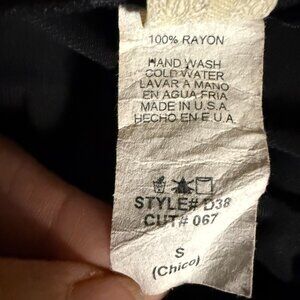 100% RAYON
HAND WASH
COLD WATER
LAVAR A MANO
EN AGUA FRIA
MADE IN U.S.A
HECHO EN E.U.A.
STYLE# D38
CUT# 067
S
(Chico)